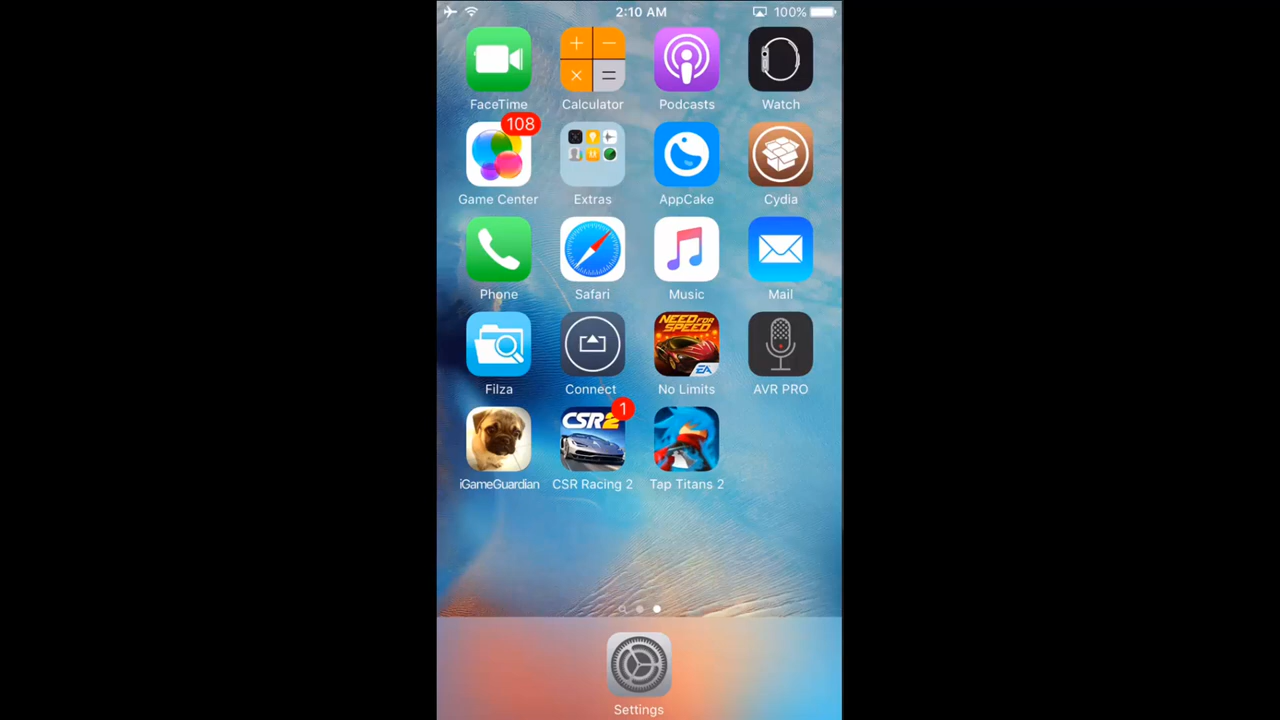 2:10 AM 100%
FaceTime Calculator Podcasts Watch
108
Game Center Extras AppCake Cydia
Phone Safari Music Mail
NEED FOR SPEED
EA
Filza Connect No Limits AVR PRO
1
CSR2
iGameGuardian CSR Racing 2 Tap Titans 2
Settings